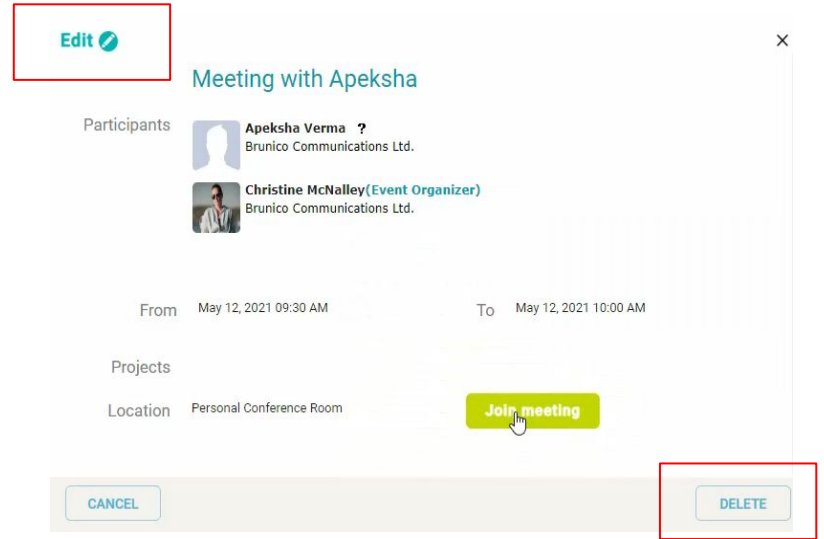 Edit
Meeting with Apeksha
Participants
Apeksha Verma ?
Brunico Communications Ltd.
Christine McNalley(Event Organizer)
Brunico Communications Ltd.
From May 12, 2021 09:30 AM To May 12, 2021 10:00 AM
Projects
Location Personal Conference Room Join meeting
CANCEL DELETE